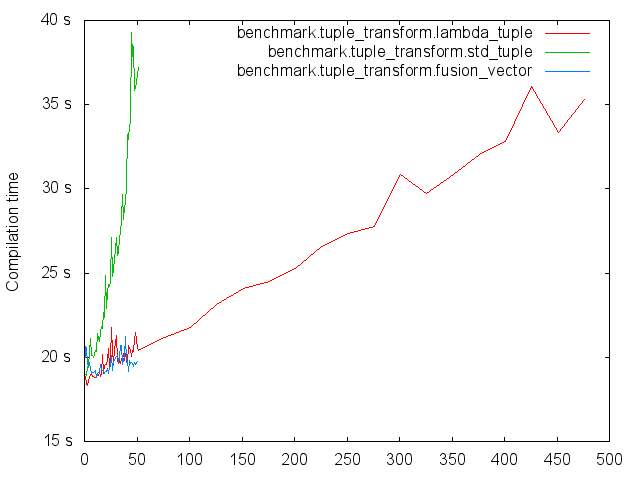 40 s
benchmark.tuple_transform.lambda_tuple
benchmark.tuple_transform.std_tuple
benchmark.tuple_transform.fusion_vector
35 s
30 s
Compilation time
25 s
20 s
15 s
0 50 100 150 200 250 300 350 400 450 500